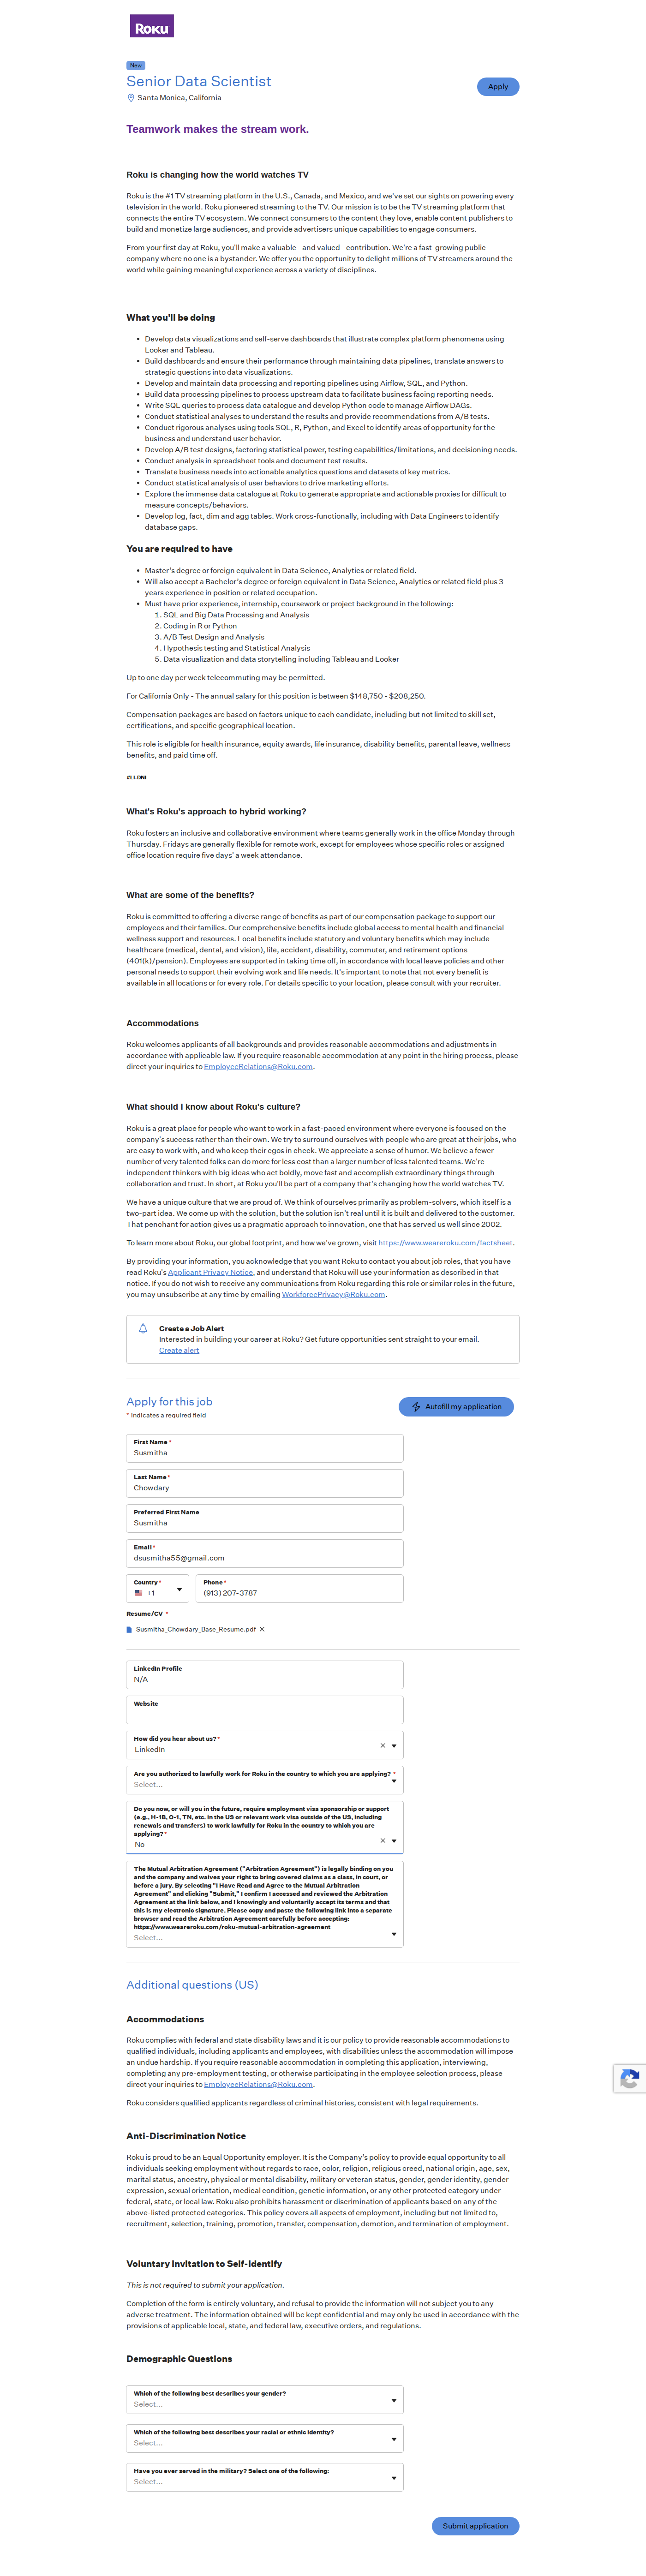 Roku
New
Senior Data Scientist
Santa Monica, California
Apply
Teamwork makes the stream work.
Roku is changing how the world watches TV
Roku is the #1 TV streaming platform in the U.S., Canada, and Mexico, and we've set our sights on powering every
television in the world. Roku pioneered streaming to the TV. Our mission is to be the TV streaming platform that
connects the entire TV ecosystem. We connect consumers to the content they love, enable content publishers to
build and monetize large audiences, and provide advertisers unique capabilities to engage consumers.
From your first day at Roku, you'll make a valuable - and valued - contribution. We're a fast-growing public
company where no one is a bystander. We offer you the opportunity to delight millions of TV streamers around the
world while gaining meaningful experience across a variety of disciplines.
What you'll be doing
• Develop data visualizations and self-serve dashboards that illustrate complex platform phenomena using
Looker and Tableau.
• Build dashboards and ensure their performance through maintaining data pipelines, translate answers to
strategic questions into data visualizations.
• Develop and maintain data processing and reporting pipelines using Airflow, SQL, and Python.
• Build data processing pipelines to process upstream data to facilitate business facing reporting needs.
• Write SQL queries to process data catalogue and develop Python code to manage Airflow DAGs.
• Conduct statistical analyses to understand the results and provide recommendations from A/B tests.
• Conduct rigorous analyses using tools SQL, R, Python, and Excel to identify areas of opportunity for the
business and understand user behavior.
• Develop A/B test designs, factoring statistical power, testing capabilities/limitations, and decisioning needs.
• Conduct analysis in spreadsheet tools and document test results.
• Translate business needs into actionable analytics questions and datasets of key metrics.
• Conduct statistical analysis of user behaviors to drive marketing efforts.
• Explore the immense data catalogue at Roku to generate appropriate and actionable proxies for difficult to
measure concepts/behaviors.
• Develop log, fact, dim and agg tables. Work cross-functionally, including with Data Engineers to identify
database gaps.
You are required to have
• Master's degree or foreign equivalent in Data Science, Analytics or related field.
• Will also accept a Bachelor's degree or foreign equivalent in Data Science, Analytics or related field plus 3
years experience in position or related occupation.
• Must have prior experience, internship, coursework or project background in the following:
1. SQL and Big Data Processing and Analysis
2. Coding in R or Python
3. A/B Test Design and Analysis
4. Hypothesis testing and Statistical Analysis
5. Data visualization and data storytelling including Tableau and Looker
Up to one day per week telecommuting may be permitted.
For California Only - The annual salary for this position is between $148,750 - $208,250.
Compensation packages are based on factors unique to each candidate, including but not limited to skill set,
certifications, and specific geographical location.
This role is eligible for health insurance, equity awards, life insurance, disability benefits, parental leave, wellness
benefits, and paid time off.
#LI-DNI
What's Roku's approach to hybrid working?
Roku fosters an inclusive and collaborative environment where teams generally work in the office Monday through
Thursday. Fridays are generally flexible for remote work, except for employees whose specific roles or assigned
office location require five days' a week attendance.
What are some of the benefits?
Roku is committed to offering a diverse range of benefits as part of our compensation package to support our
employees and their families. Our comprehensive benefits include global access to mental health and financial
wellness support and resources. Local benefits include statutory and voluntary benefits which may include
healthcare (medical, dental, and vision), life, accident, disability, commuter, and retirement options
(401(k)/pension). Employees are supported in taking time off, in accordance with local leave policies and other
personal needs to support their evolving work and life needs. It's important to note that not every benefit is
available in all locations or for every role. For details specific to your location, please consult with your recruiter.
Accommodations
Roku welcomes applicants of all backgrounds and provides reasonable accommodations and adjustments in
accordance with applicable law. If you require reasonable accommodation at any point in the hiring process, please
direct your inquiries to EmployeeRelations@Roku.com.
What should I know about Roku's culture?
Roku is a great place for people who want to work in a fast-paced environment where everyone is focused on the
company's success rather than their own. We try to surround ourselves with people who are great at their jobs, who
are easy to work with, and who keep their egos in check. We appreciate a sense of humor. We believe a fewer
number of very talented folks can do more for less cost than a larger number of less talented teams. We're
independent thinkers with big ideas who act boldly, move fast and accomplish extraordinary things through
collaboration and trust. In short, at Roku you'll be part of a company that's changing how the world watches TV.
We have a unique culture that we are proud of. We think of ourselves primarily as problem-solvers, which itself is a
two-part idea. We come up with the solution, but the solution isn't real until it is built and delivered to the customer.
That penchant for action gives us a pragmatic approach to innovation, one that has served us well since 2002.
To learn more about Roku, our global footprint, and how we've grown, visit https://www.weareroku.com/factsheet.
By providing your information, you acknowledge that you want Roku to contact you about job roles, that you have
read Roku's Applicant Privacy Notice, and understand that Roku will use your information as described in that
notice. If you do not wish to receive any communications from Roku regarding this role or similar roles in the future,
you may unsubscribe at any time by emailing WorkforcePrivacy@Roku.com.
Create a Job Alert
Interested in building your career at Roku? Get future opportunities sent straight to your email.
Create alert
Apply for this job
* indicates a required field
Autofill my application
First Name *
Susmitha
Last Name *
Chowdary
Preferred First Name
Susmitha
Email *
dsusmitha55@gmail.com
Country *
+1
Phone *
(913) 207-3787
Resume/CV *
Susmitha_Chowdary_Base_Resume.pdf
LinkedIn Profile
N/A
Website
How did you hear about us? *
LinkedIn
Are you authorized to lawfully work for Roku in the country to which you are applying? *
Select...
Do you now, or will you in the future, require employment visa sponsorship or support
(e.g., H-1B, O-1, TN, etc. in the US or relevant work visa outside of the US, including
renewals and transfers) to work lawfully for Roku in the country to which you are
applying? *
No
The Mutual Arbitration Agreement ("Arbitration Agreement") is legally binding on you
and the company and waives your right to bring covered claims as a class, in court, or
before a jury. By selecting "I Have Read and Agree to the Mutual Arbitration
Agreement" and clicking "Submit," I confirm I accessed and reviewed the Arbitration
Agreement at the link below, and I knowingly and voluntarily accept its terms and that
this is my electronic signature. Please copy and paste the following link into a separate
browser and read the Arbitration Agreement carefully before accepting:
https://www.weareroku.com/roku-mutual-arbitration-agreement
Select...
Additional questions (US)
Accommodations
Roku complies with federal and state disability laws and it is our policy to provide reasonable accommodations to
qualified individuals, including applicants and employees, with disabilities unless the accommodation will impose
an undue hardship. If you require reasonable accommodation in completing this application, interviewing,
completing any pre-employment testing, or otherwise participating in the employee selection process, please
direct your inquiries to EmployeeRelations@Roku.com.
Roku considers qualified applicants regardless of criminal histories, consistent with legal requirements.
Anti-Discrimination Notice
Roku is proud to be an Equal Opportunity employer. It is the Company's policy to provide equal opportunity to all
individuals seeking employment without regards to race, color, religion, religious creed, national origin, age, sex,
marital status, ancestry, physical or mental disability, military or veteran status, gender, gender identity, gender
expression, sexual orientation, medical condition, genetic information, or any other protected category under
federal, state, or local law. Roku also prohibits harassment or discrimination of applicants based on any of the
above-listed protected categories. This policy covers all aspects of employment, including but not limited to,
recruitment, selection, training, promotion, transfer, compensation, demotion, and termination of employment.
Voluntary Invitation to Self-Identify
This is not required to submit your application.
Completion of the form is entirely voluntary, and refusal to provide the information will not subject you to any
adverse treatment. The information obtained will be kept confidential and may only be used in accordance with the
provisions of applicable local, state, and federal law, executive orders, and regulations.
Demographic Questions
Which of the following best describes your gender?
Select...
Which of the following best describes your racial or ethnic identity?
Select...
Have you ever served in the military? Select one of the following:
Select...
Submit application